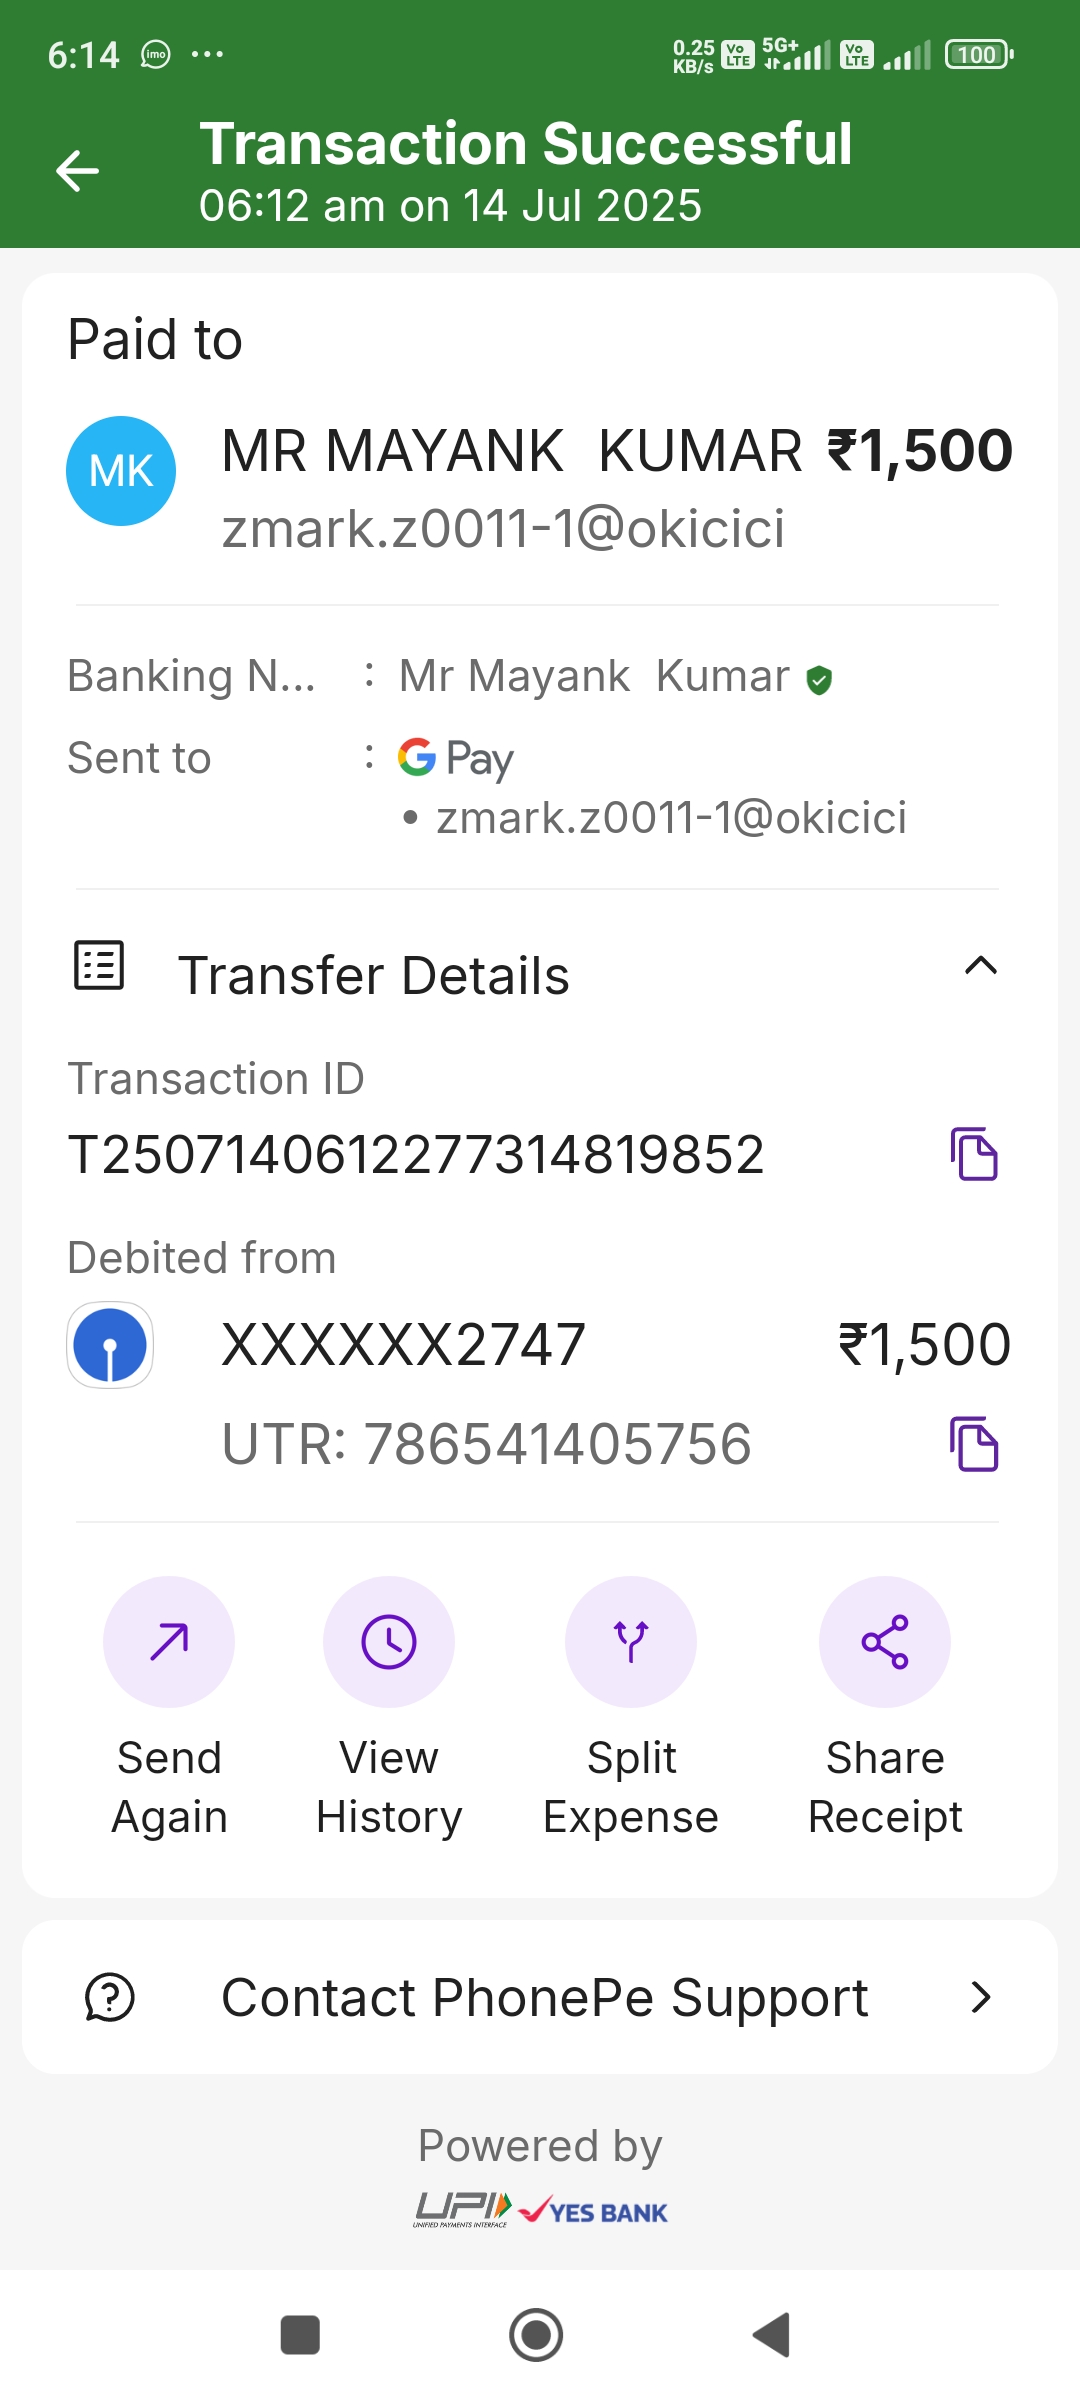 6:14 imo ... 0.25 KB/s Vo LTE 5G+ Vo LTE 100
Transaction Successful
06:12 am on 14 Jul 2025
Paid to
MK MR MAYANK  KUMAR ₹1,500
zmark.z0011-1@okicici
Banking N... : Mr Mayank  Kumar
Sent to : G Pay
• zmark.z0011-1@okicici
Transfer Details
Transaction ID
T2507140612277314819852
Debited from
XXXXXX2747 ₹1,500
UTR: 786541405756
Send Again
View History
Split Expense
Share Receipt
Contact PhonePe Support
Powered by
UPI UNIFIED PAYMENTS INTERFACE YES BANK